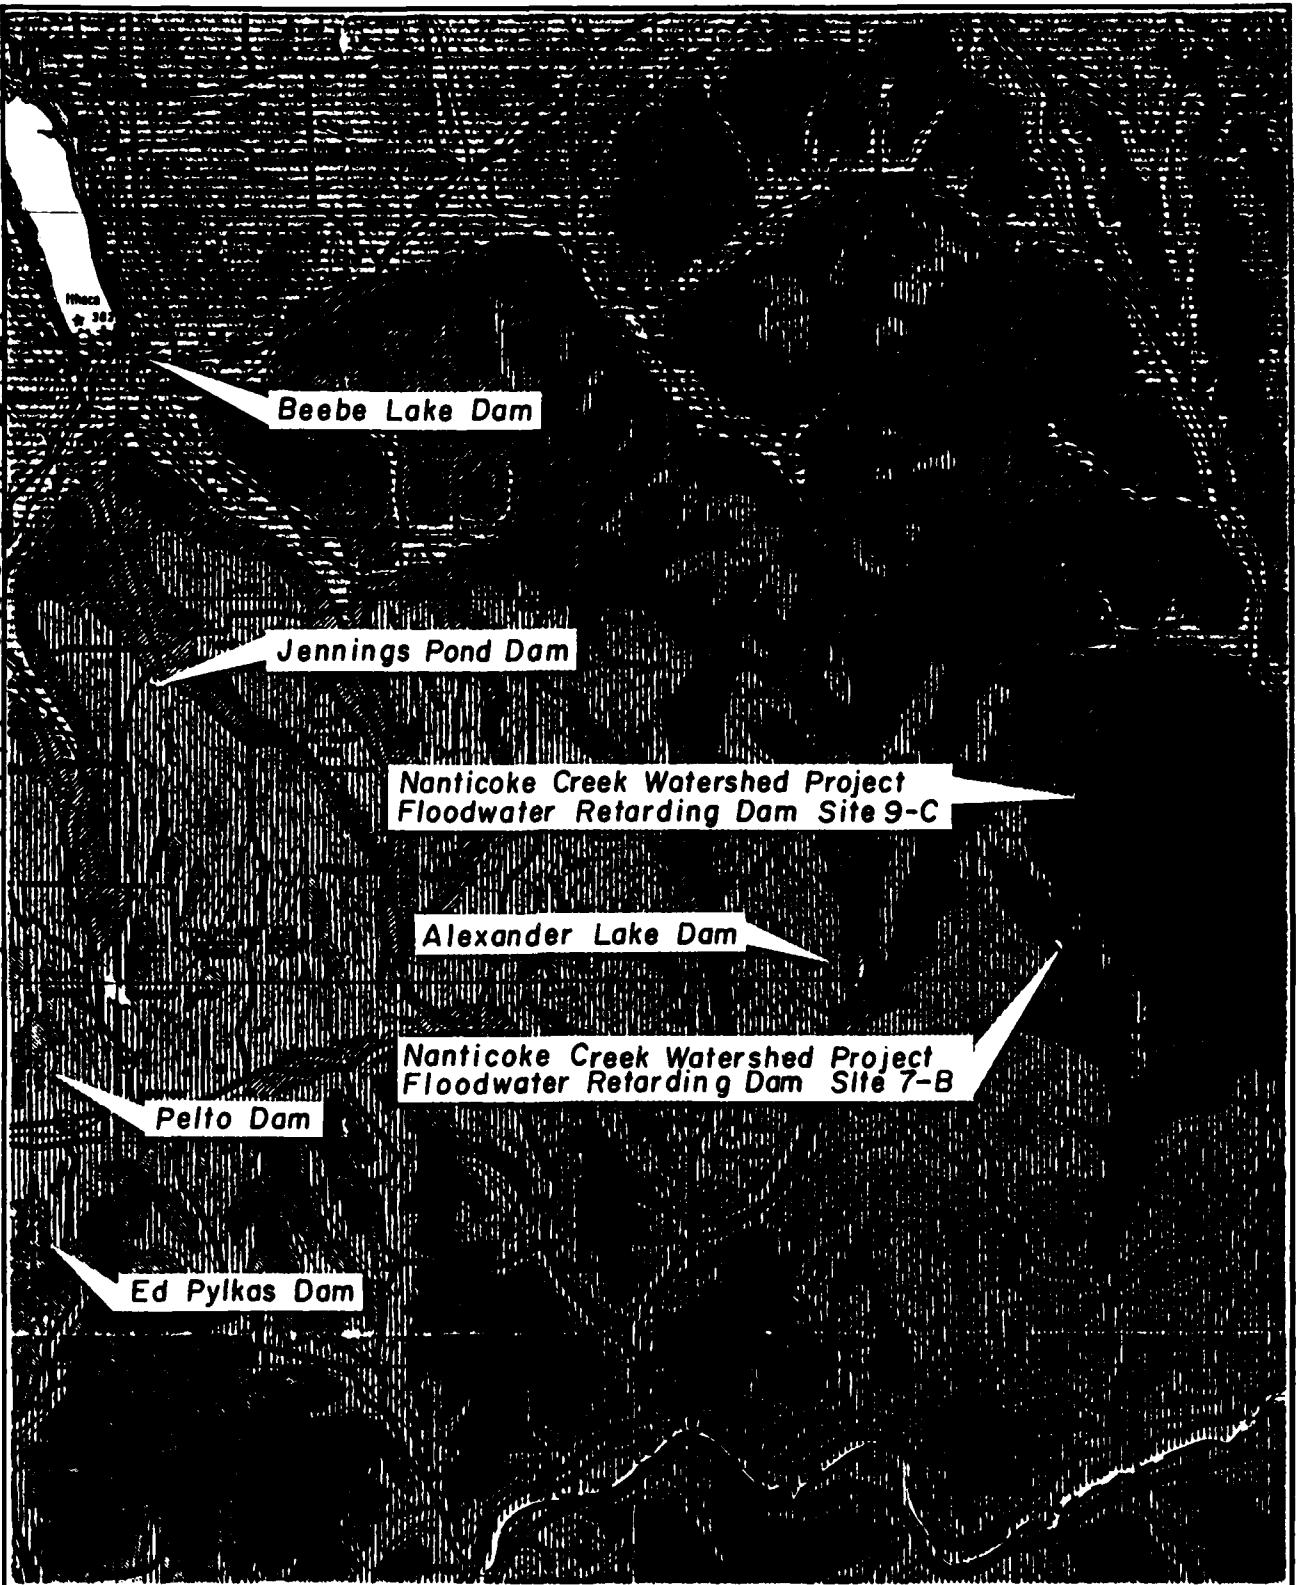 Ithaca
382
Beebe Lake Dam
Jennings Pond Dam
Nanticoke Creek Watershed Project
Floodwater Retarding Dam Site 9-C
Alexander Lake Dam
Nanticoke Creek Watershed Project
Floodwater Retarding Dam Site 7-B
Pelto Dam
Ed Pylkas Dam